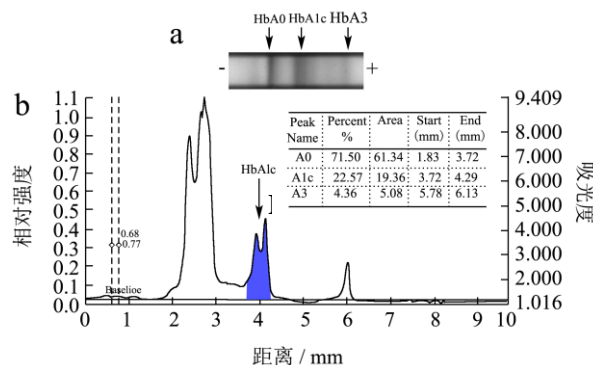 HbA0 HbA1c HbA3
a
- +
b
1.1
1.0
0.9
0.8
0.7
0.6
0.5
0.4
0.3
0.2
0.1
0.0
相对强度
9.409
8.000
7.000
6.000
5.000
4.000
3.000
2.000
1.016
吸光度
Peak Name Percent % Area Start (mm) End (mm)
A0 71.50 61.34 1.83 3.72
A1c 22.57 19.36 3.72 4.29
A3 4.36 5.08 5.78 6.13
HbAlc
0.68
0.77
Baselioe
0 1 2 3 4 5 6 7 8 9 10
距离 / mm